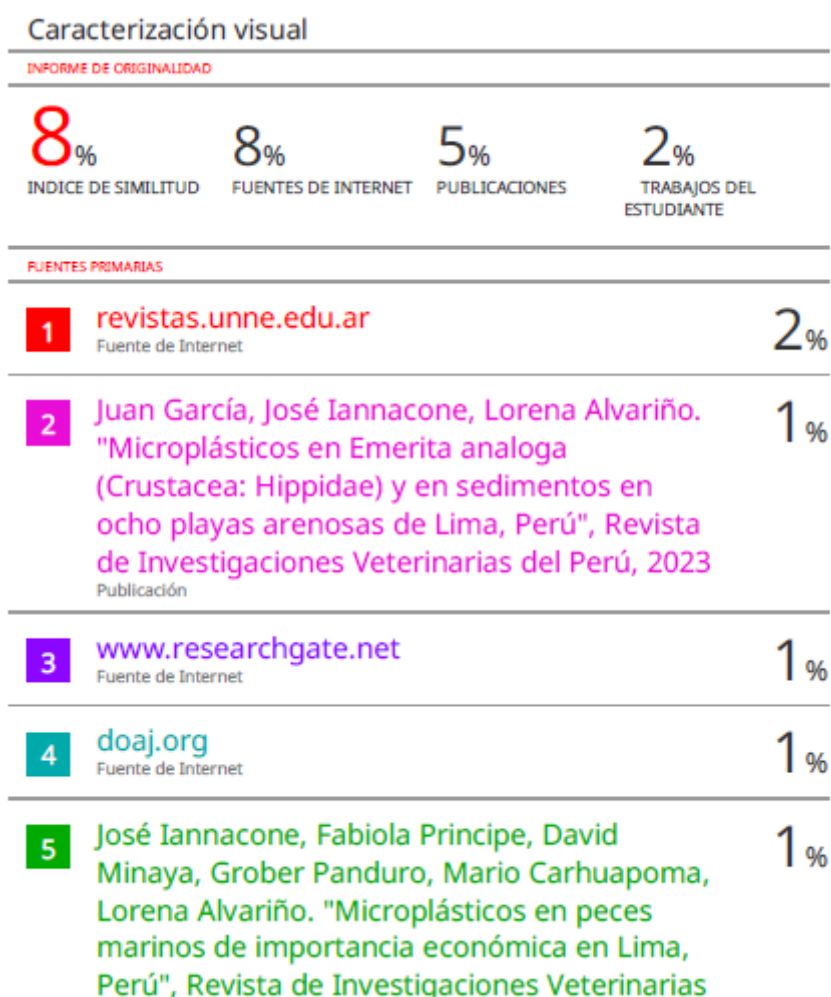 Caracterización visual
INFORME DE ORIGINALIDAD
8%
8%
5%
2%
INDICE DE SIMILITUD
FUENTES DE INTERNET
PUBLICACIONES
TRABAJOS DEL
ESTUDIANTE
FUENTES PRIMARIAS
1
revistas.unne.edu.ar
Fuente de Internet
2%
2
Juan García, José Iannacone, Lorena Alvariño.
"Microplásticos en Emerita analoga
(Crustacea: Hippidae) y en sedimentos en
ocho playas arenosas de Lima, Perú", Revista
de Investigaciones Veterinarias del Perú, 2023
Publicación
1%
3
www.researchgate.net
Fuente de Internet
1%
4
doaj.org
Fuente de Internet
1%
5
José Iannacone, Fabiola Principe, David
Minaya, Grober Panduro, Mario Carhuapoma,
Lorena Alvariño. "Microplásticos en peces
marinos de importancia económica en Lima,
Perú", Revista de Investigaciones Veterinarias
1%